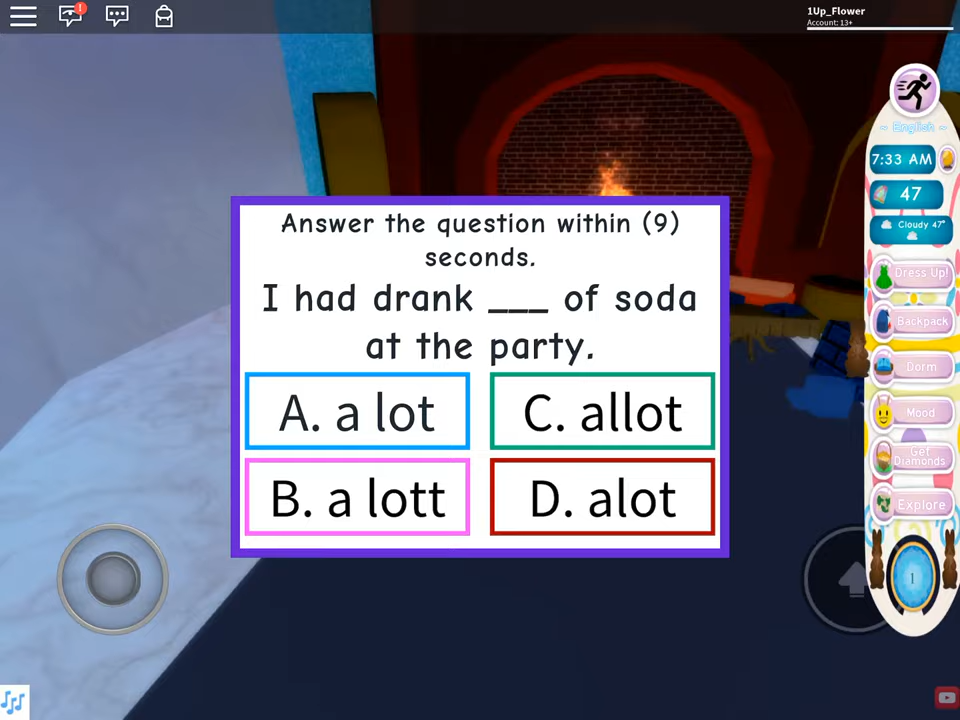 1Up_Flower
Account: 13+
~ English ~
7:33 AM
47
Cloudy 47°
Answer the question within (9)
seconds.
I had drank ___ of soda
at the party.
A. a lot
C. allot
B. a lott
D. alot
Dress Up!
Backpack
Dorm
Mood
Get
Diamonds
Explore
1
!